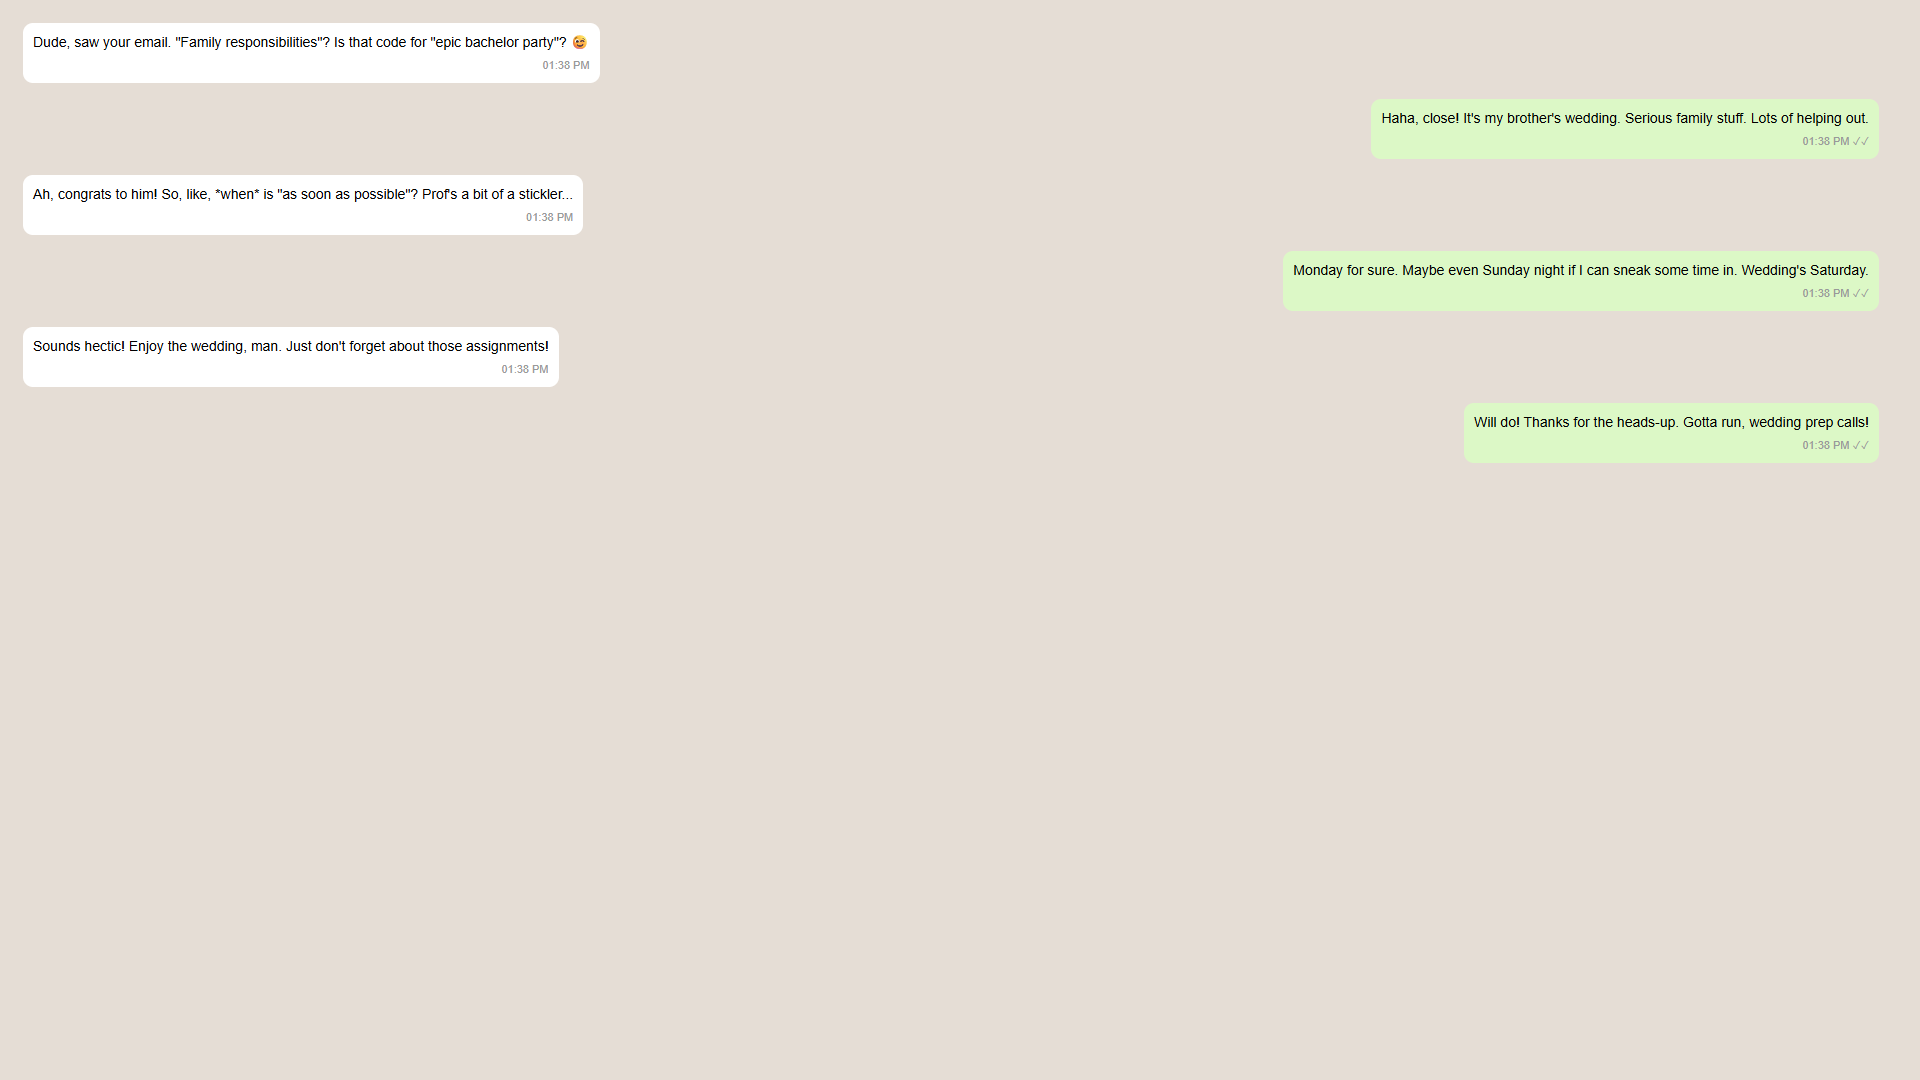 Dude, saw your email. "Family responsibilities"? Is that code for "epic bachelor party"? 😉
01:38 PM
Haha, close! It's my brother's wedding. Serious family stuff. Lots of helping out.
01:38 PM ✓✓
Ah, congrats to him! So, like, *when* is "as soon as possible"? Prof's a bit of a stickler...
01:38 PM
Monday for sure. Maybe even Sunday night if I can sneak some time in. Wedding's Saturday.
01:38 PM ✓✓
Sounds hectic! Enjoy the wedding, man. Just don't forget about those assignments!
01:38 PM
Will do! Thanks for the heads-up. Gotta run, wedding prep calls!
01:38 PM ✓✓